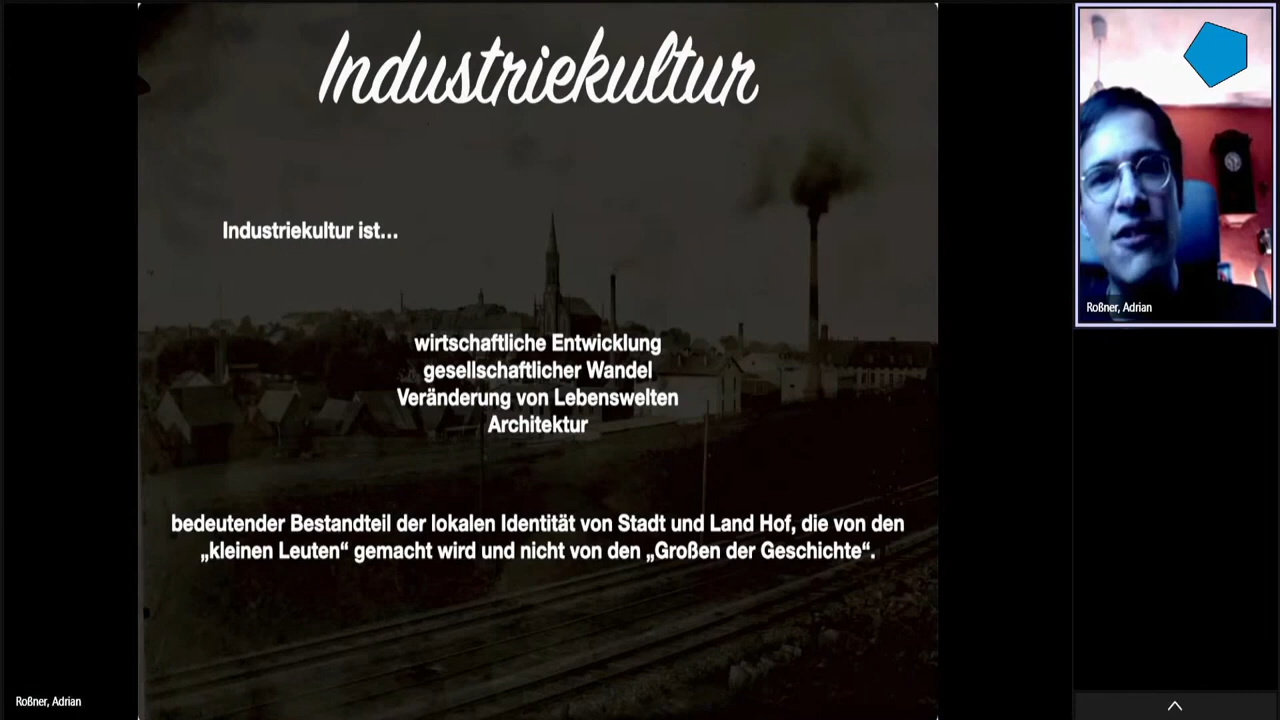 Industriekultur
Industriekultur ist...
wirtschaftliche Entwicklung
gesellschaftlicher Wandel
Veränderung von Lebenswelten
Architektur
bedeutender Bestandteil der lokalen Identität von Stadt und Land Hof, die von den
„kleinen Leuten“ gemacht wird und nicht von den „Großen der Geschichte“.
Roßner, Adrian
Roßner, Adrian